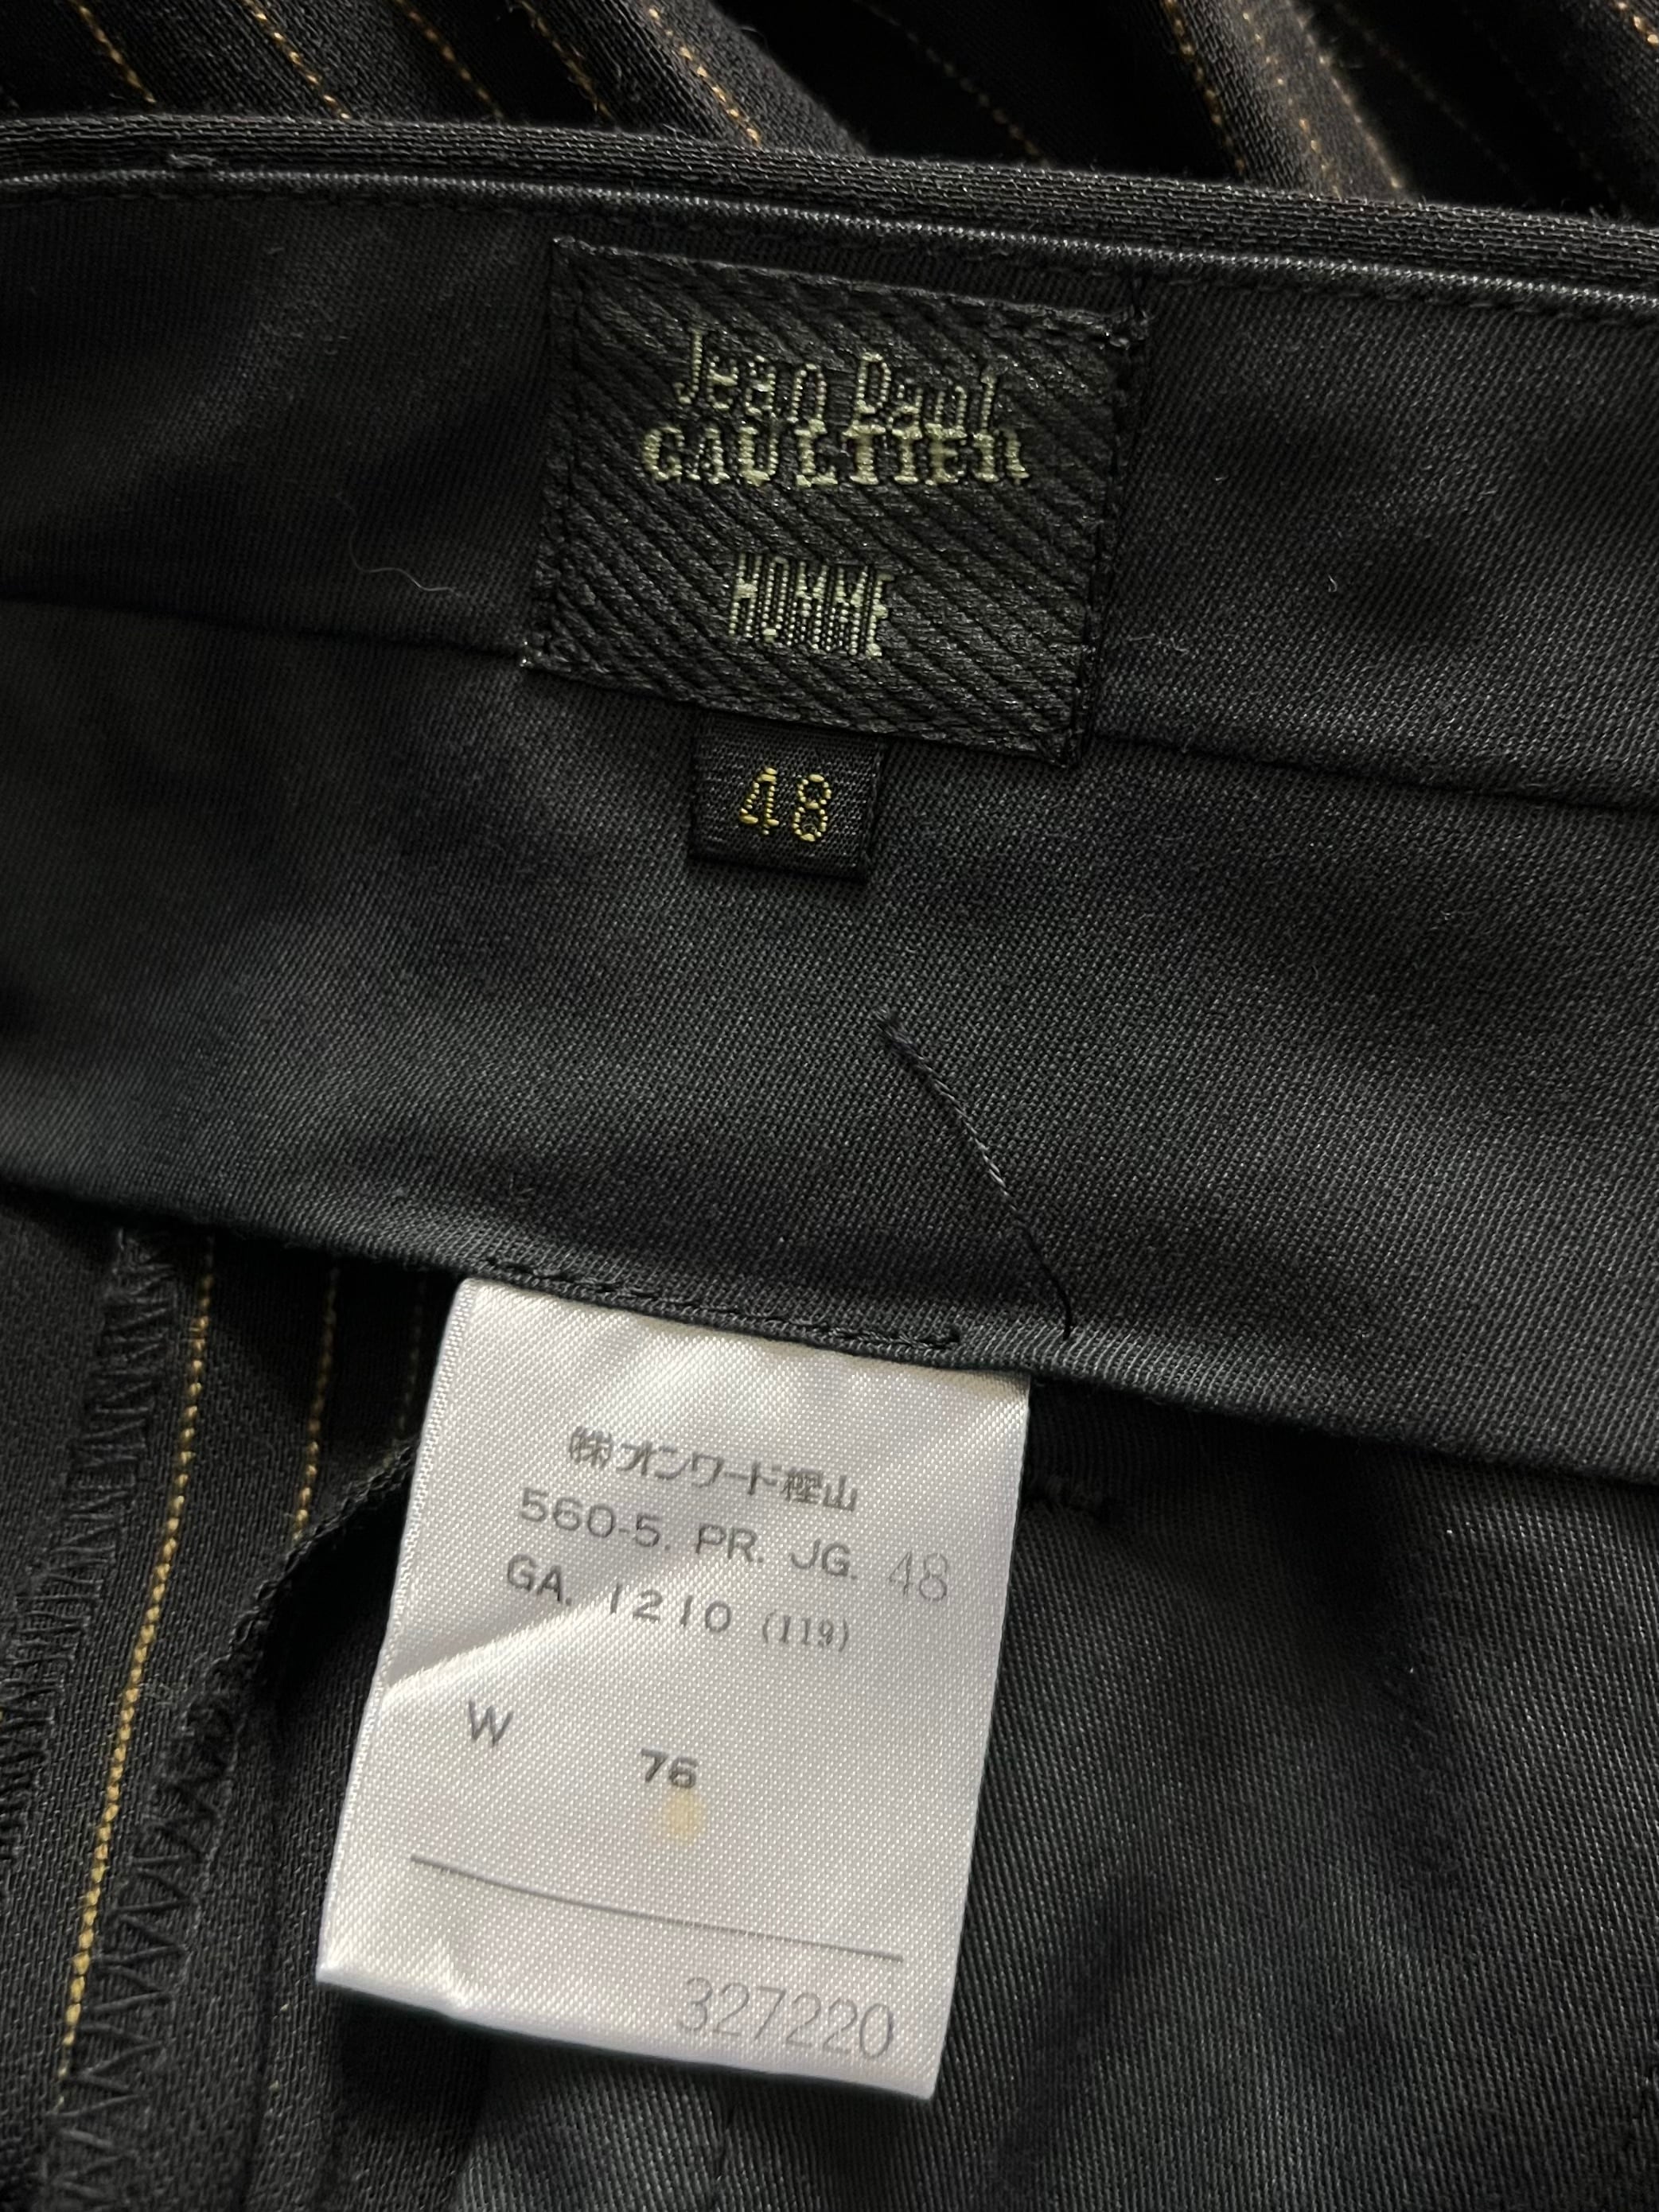 Jean Paul
GAULTIER
HOMME
48
㈱オンワード樫山
560-5. PR. JG. 48
GA. 1210 (119)
W
76
327220